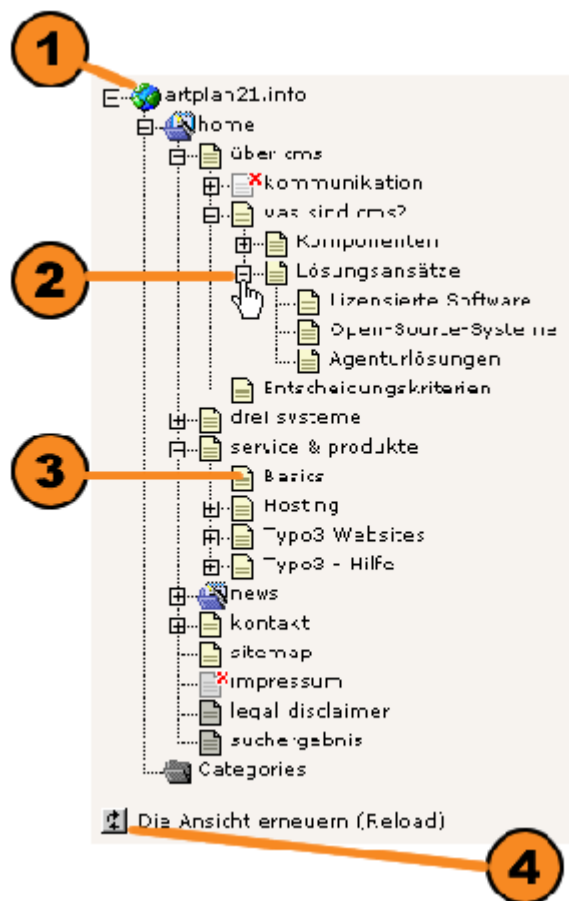 1
artplan21.info
home
über cms
kommunikation
was sind cms?
Komponenten
2
Lösungsansätze
Lizensierte Software
Open-Source-Systeme
Agenturlösungen
Entscheidungskriterien
drei systeme
service & produkte
3
Basics
Hosting
Typo3 Websites
Typo3 - Hilfe
news
kontakt
sitemap
impressum
legal disclaimer
suchergebnis
Categories
Die Ansicht erneuern (Reload)
4